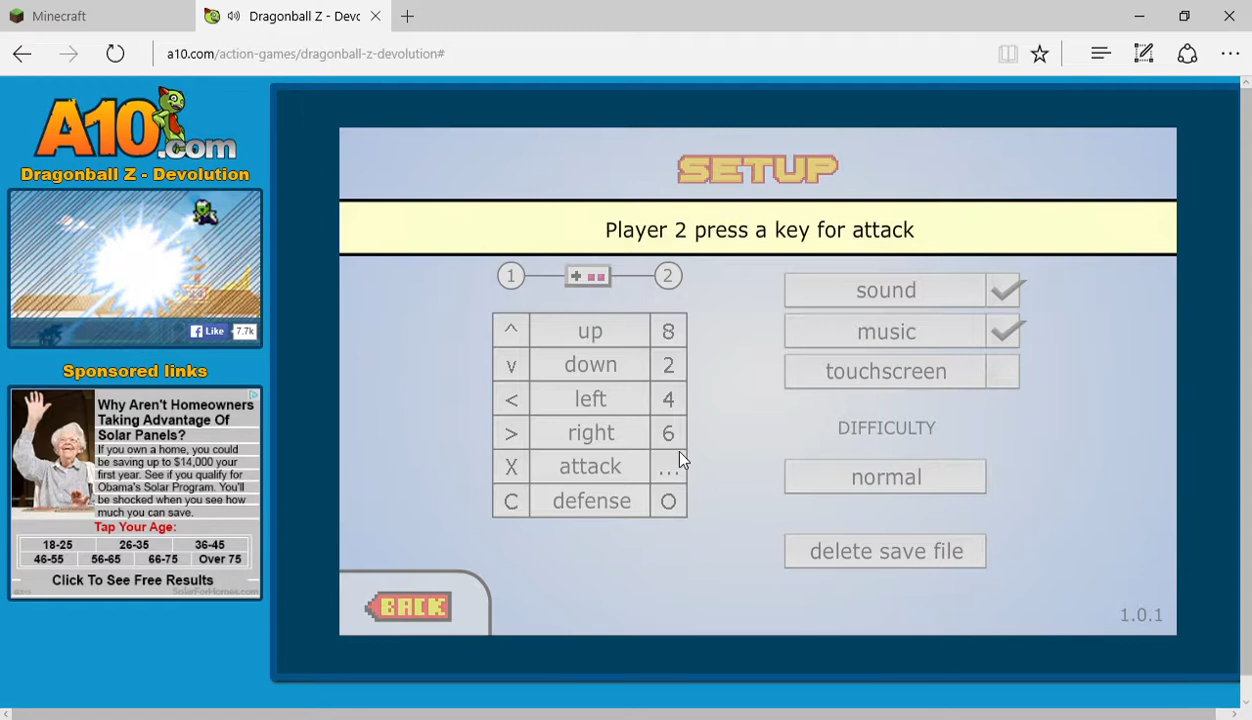 Minecraft
Dragonball Z - Devo
a10.com/action-games/dragonball-z-devolution#
A10
.com
Dragonball Z - Devolution
Like
7.7k
Sponsored links
Why Aren't Homeowners
Taking Advantage Of
Solar Panels?
If you own a home, you could
be saving up to $14,000 your
first year. See if you qualify for
Obama's Solar Program. You'll
be shocked when you see how
much you can save.
Tap Your Age:
18-25 26-35 36-45
46-55 56-65 66-75 Over 75
Click To See Free Results
SolarForHomes.com
SETUP
Player 2 press a key for attack
1 2
^ up 8
v down 2
< left 4
> right 6
X attack ...
C defense O
sound
music
touchscreen
DIFFICULTY
normal
delete save file
BACK
1.0.1